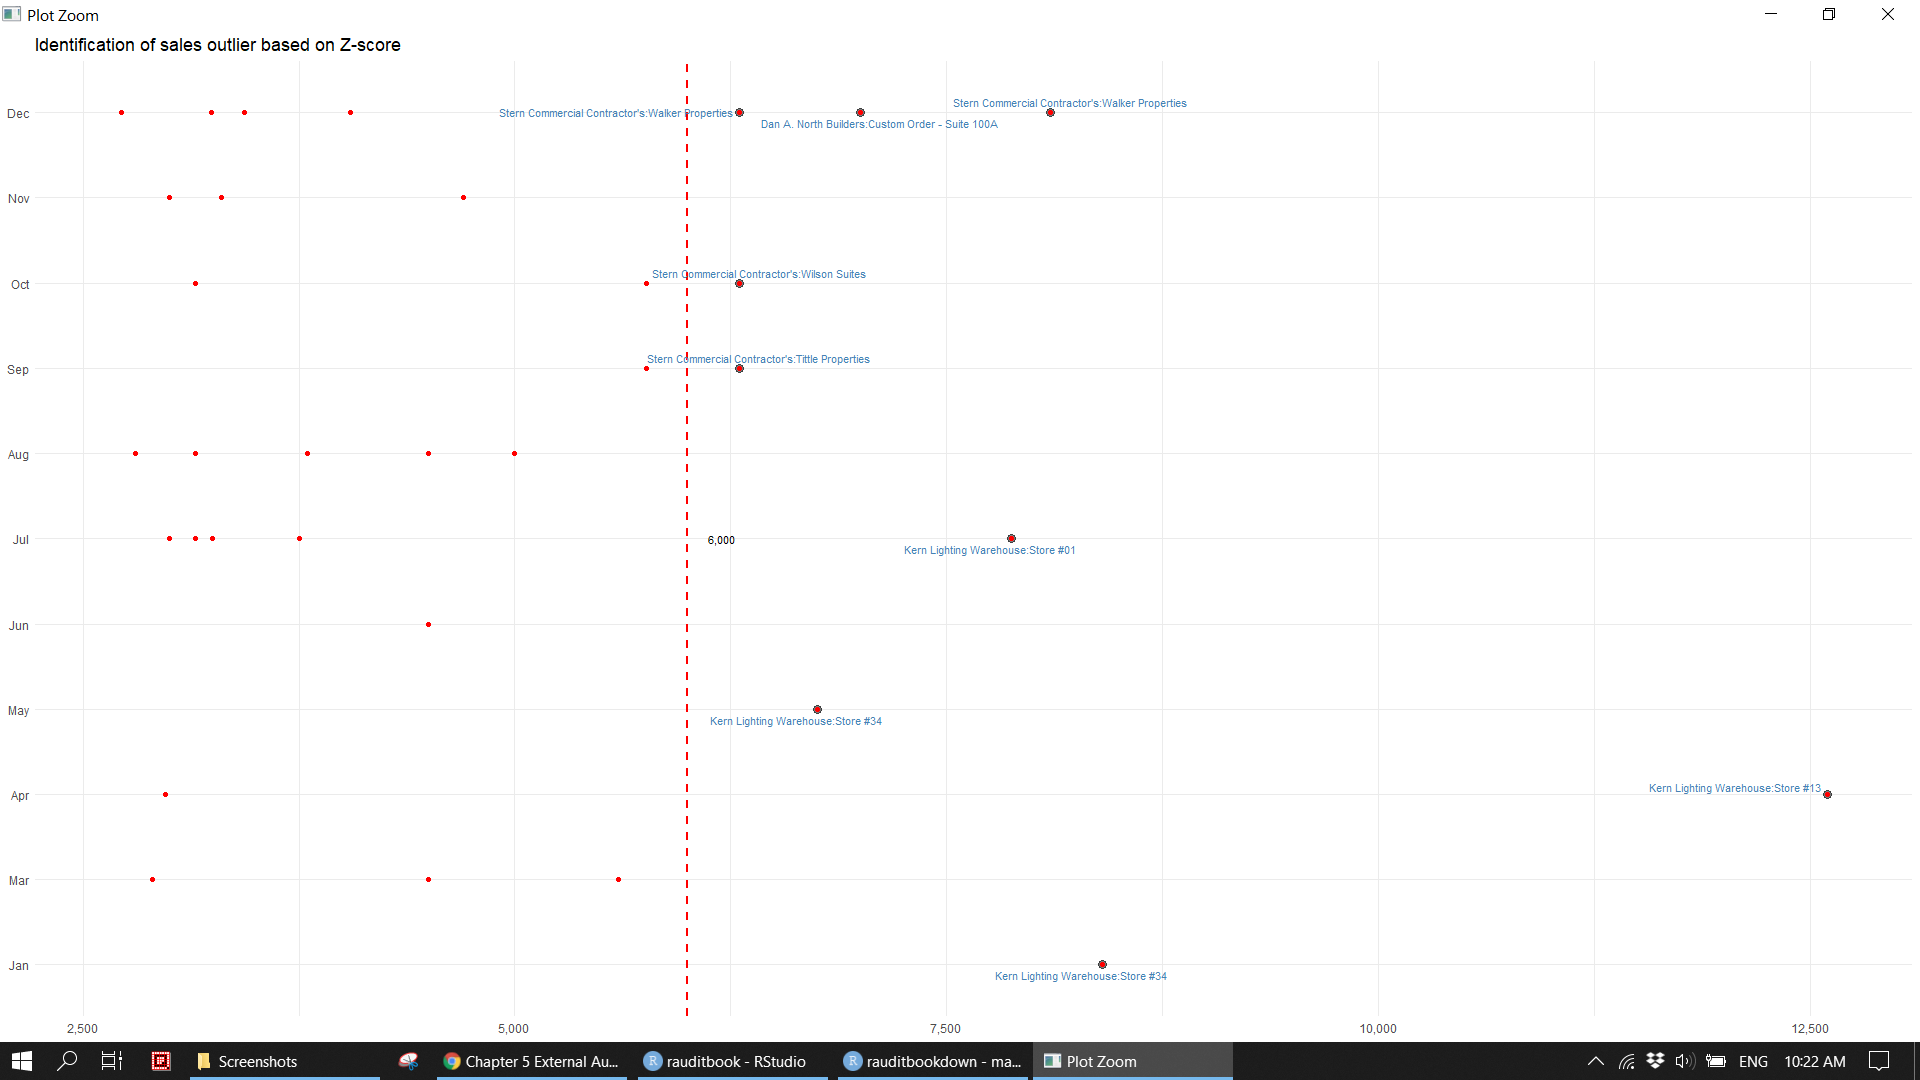 Plot Zoom
Identification of sales outlier based on Z-score
Stern Commercial Contractor's:Walker Properties
Dec
Stern Commercial Contractor's:Walker Properties
Dan A. North Builders:Custom Order - Suite 100A
Nov
Stern Commercial Contractor's:Wilson Suites
Oct
Stern Commercial Contractor's:Tittle Properties
Sep
Aug
Jul
6,000
Kern Lighting Warehouse:Store #01
Jun
May
Kern Lighting Warehouse:Store #34
Kern Lighting Warehouse:Store #13
Apr
Mar
Jan
Kern Lighting Warehouse:Store #34
2,500 5,000 7,500 10,000 12,500
Screenshots Chapter 5 External Au... R rauditbook - RStudio R rauditbookdown - ma... Plot Zoom ENG 10:22 AM